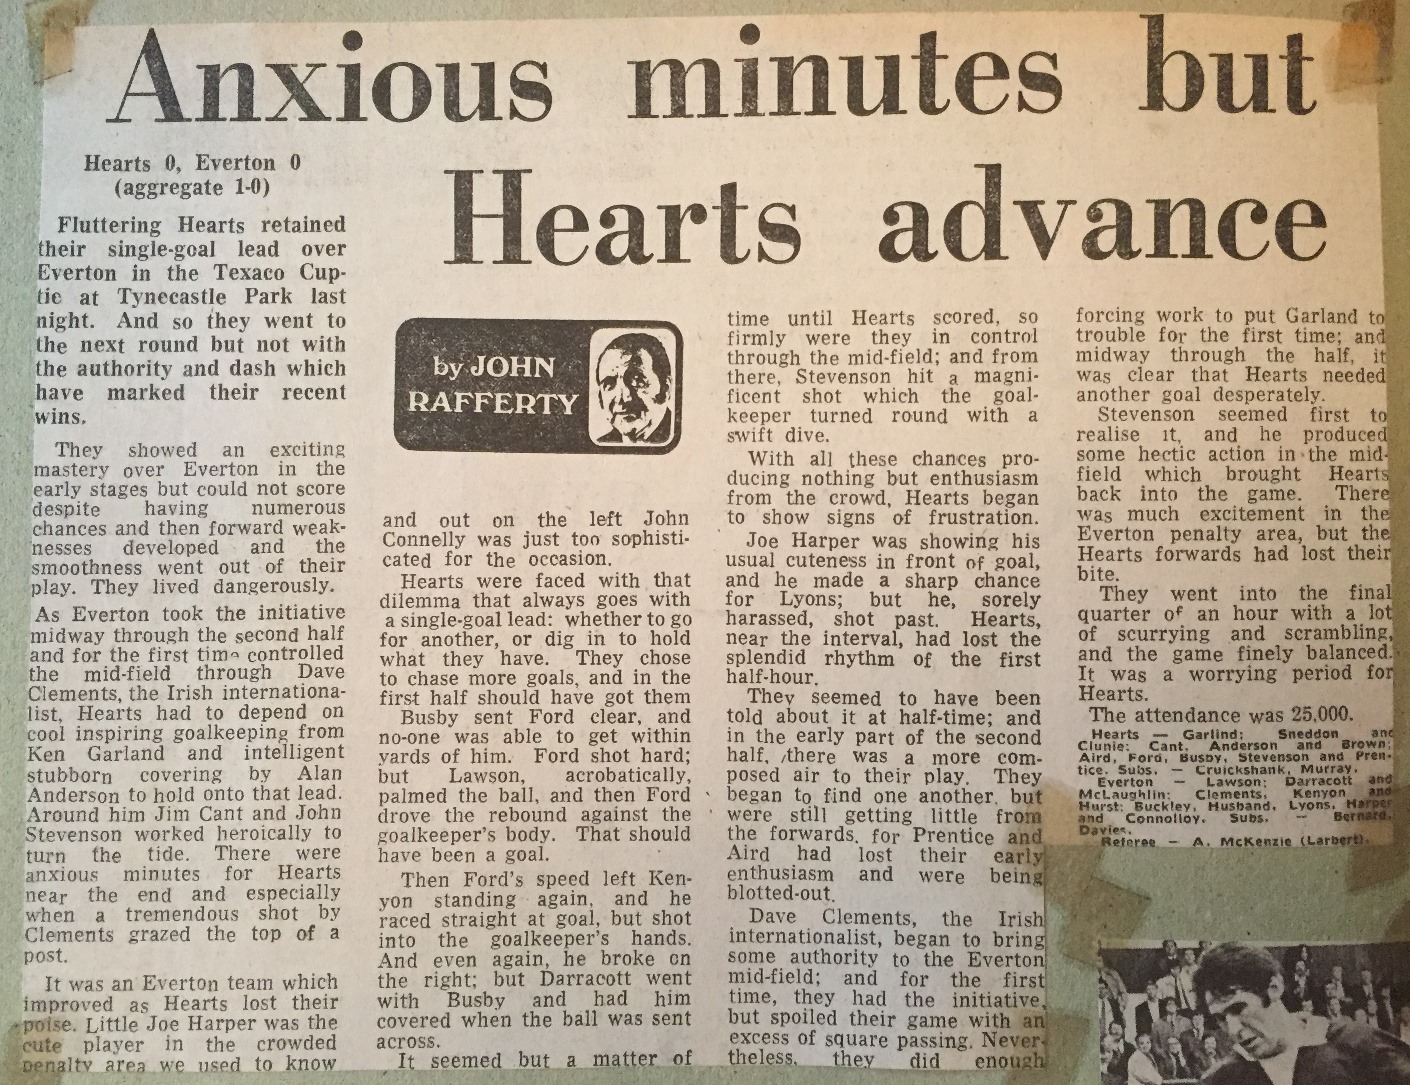 Anxious minutes but
Hearts advance
Hearts 0, Everton 0
(aggregate 1-0)
Fluttering Hearts retained
their single-goal lead over
Everton in the Texaco Cup-
tie at Tynecastle Park last
night. And so they went to
the next round but not with
the authority and dash which
have marked their recent
wins.
They showed an exciting
mastery over Everton in the
early stages but could not score
despite having numerous
chances and then forward weak-
nesses developed and the
smoothness went out of their
play. They lived dangerously.
As Everton took the initiative
midway through the second half
and for the first time controlled
the mid-field through Dave
Clements, the Irish internationa-
list, Hearts had to depend on
cool inspiring goalkeeping from
Ken Garland and intelligent
stubborn covering by Alan
Anderson to hold onto that lead.
Around him Jim Cant and John
Stevenson worked heroically to
turn the tide. There were
anxious minutes for Hearts
near the end and especially
when a tremendous shot by
Clements grazed the top of a
post.
It was an Everton team which
improved as Hearts lost their
poise. Little Joe Harper was the
cute player in the crowded
penalty area we used to know
by JOHN
RAFFERTY
and out on the left John
Connelly was just too sophisti-
cated for the occasion.
Hearts were faced with that
dilemma that always goes with
a single-goal lead: whether to go
for another, or dig in to hold
what they have. They chose
to chase more goals, and in the
first half should have got them
Busby sent Ford clear, and
no-one was able to get within
yards of him. Ford shot hard;
but Lawson, acrobatically,
palmed the ball, and then Ford
drove the rebound against the
goalkeeper's body. That should
have been a goal.
Then Ford's speed left Ken-
yon standing again, and he
raced straight at goal, but shot
into the goalkeeper's hands.
And even again, he broke on
the right; but Darracott went
with Busby and had him
covered when the ball was sent
across.
It seemed but a matter of
time until Hearts scored, so
firmly were they in control
through the mid-field; and from
there, Stevenson hit a magni-
ficent shot which the goal-
keeper turned round with a
swift dive.
With all these chances pro-
ducing nothing but enthusiasm
from the crowd, Hearts began
to show signs of frustration.
Joe Harper was showing his
usual cuteness in front of goal,
and he made a sharp chance
for Lyons; but he, sorely
harassed, shot past. Hearts,
near the interval, had lost the
splendid rhythm of the first
half-hour.
They seemed to have been
told about it at half-time; and
in the early part of the second
half, there was a more com-
posed air to their play. They
began to find one another, but
were still getting little from
the forwards, for Prentice and
Aird had lost their early
enthusiasm and were being
blotted-out.
Dave Clements, the Irish
internationalist, began to bring
some authority to the Everton
mid-field; and for the first
time, they had the initiative,
but spoiled their game with an
excess of square passing. Never-
theless, they did enough
forcing work to put Garland to
trouble for the first time; and
midway through the half, it
was clear that Hearts needed
another goal desperately.
Stevenson seemed first to
realise it, and he produced
some hectic action in the mid-
field which brought Hearts
back into the game. There
was much excitement in the
Everton penalty area, but the
Hearts forwards had lost their
bite.
They went into the final
quarter of an hour with a lot
of scurrying and scrambling,
and the game finely balanced.
It was a worrying period for
Hearts.
The attendance was 25,000.
Hearts — Garlind; Sneddon and
Clunie; Cant, Anderson and Brown;
Aird, Ford, Busby, Stevenson and Pren-
tice. Subs. — Cruickshank, Murray.
Everton — Lawson; Darracott and
McLaughlin; Clements, Kenyon and
Hurst; Buckley, Husband, Lyons, Harper
and Connolloy. Subs. — Bernard,
Davies.
Referee — A. McKenzie (Larbert).